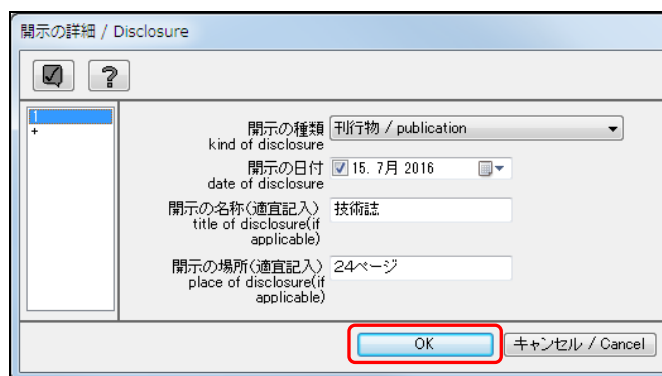 開示の詳細 / Disclosure
?
1
+
開示の種類 刊行物 / publication
kind of disclosure
開示の日付 15. 7月 2016
date of disclosure
開示の名称(適宜記入) 技術誌
title of disclosure(if
applicable)
開示の場所(適宜記入) 24ページ
place of disclosure(if
applicable)
OK キャンセル / Cancel